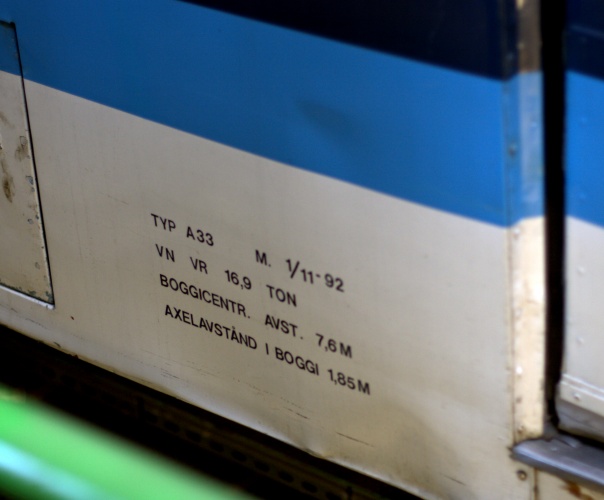 TYP A33 M. 1/11-92
VN VR 16,9 TON
BOGGICENTR. AVST. 7,6M
AXELAVSTÅND I BOGGI 1,85M